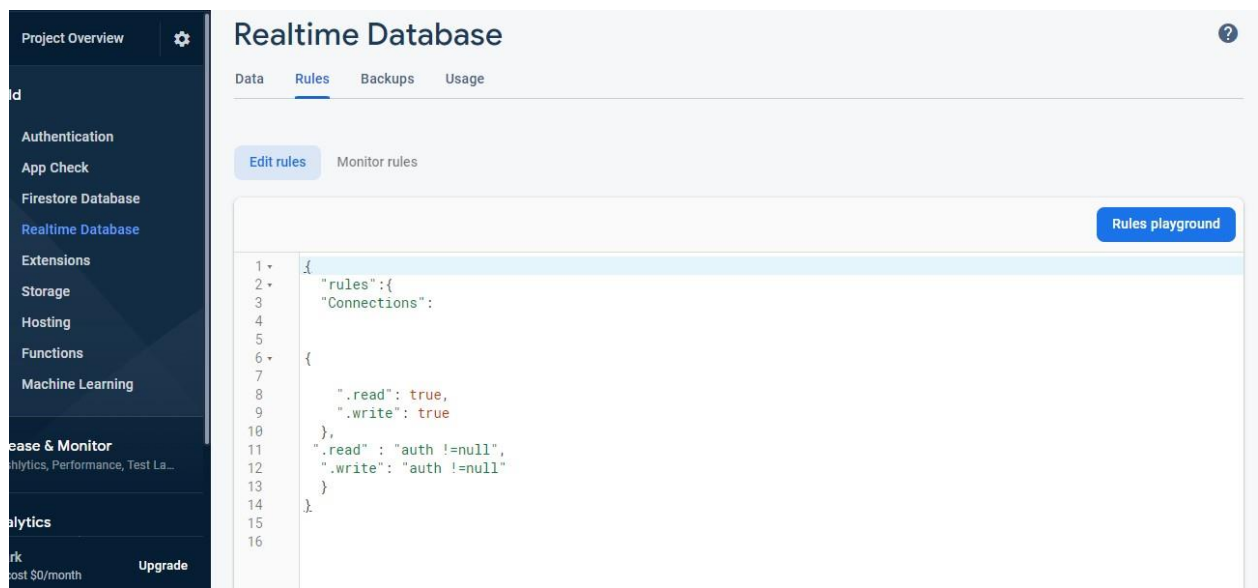 Project Overview
ld
Authentication
App Check
Firestore Database
Realtime Database
Extensions
Storage
Hosting
Functions
Machine Learning
ease & Monitor
shlytics, Performance, Test La...
alytics
rk
cost $0/month
Upgrade
Realtime Database
?
Data Rules Backups Usage
Edit rules Monitor rules
Rules playground
1 {
2 "rules":{
3 "Connections":
4
5
6 {
7
8 ".read": true,
9 ".write": true
10 },
11 ".read" : "auth !=null",
12 ".write": "auth !=null"
13 }
14 }
15
16